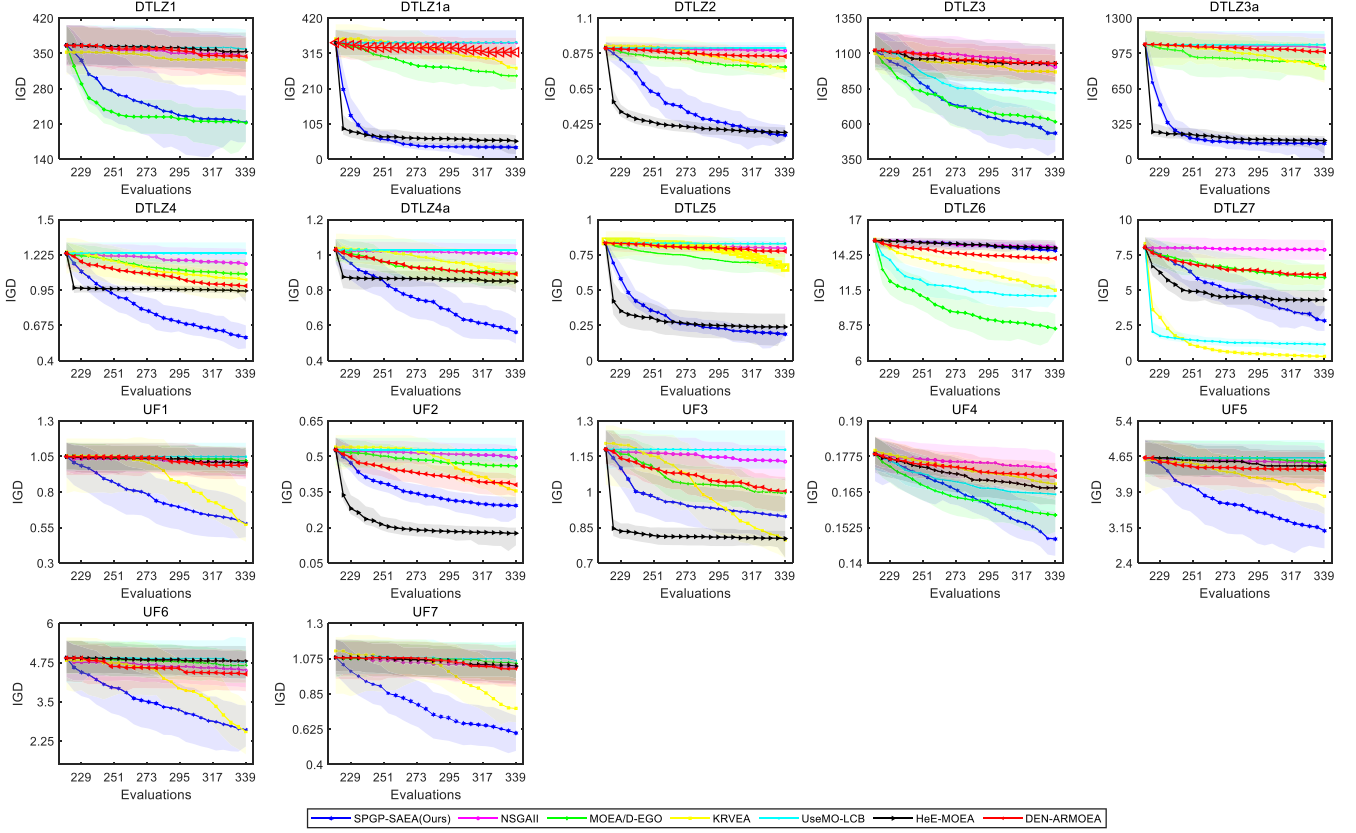 DTLZ1 DTLZ1a DTLZ2 DTLZ3 DTLZ3a
420 420 1.1 1350 1300
350 315 0.875 1100 975
IGD IGD IGD IGD IGD
280 210 0.65 850 650
210 105 0.425 600 325
140 0 0.2 350 0
229 251 273 295 317 339 229 251 273 295 317 339 229 251 273 295 317 339 229 251 273 295 317 339 229 251 273 295 317 339
Evaluations Evaluations Evaluations Evaluations Evaluations
DTLZ4 DTLZ4a DTLZ5 DTLZ6 DTLZ7
1.5 1.2 1 17 10
1.225 1 0.75 14.25 7.5
IGD IGD IGD IGD IGD
0.95 0.8 0.5 11.5 5
0.675 0.6 0.25 8.75 2.5
0.4 0.4 0 6 0
229 251 273 295 317 339 229 251 273 295 317 339 229 251 273 295 317 339 229 251 273 295 317 339 229 251 273 295 317 339
Evaluations Evaluations Evaluations Evaluations Evaluations
UF1 UF2 UF3 UF4 UF5
1.3 0.65 1.3 0.19 5.4
1.05 0.5 1.15 0.1775 4.65
IGD IGD IGD IGD IGD
0.8 0.35 1 0.165 3.9
0.55 0.2 0.85 0.1525 3.15
0.3 0.05 0.7 0.14 2.4
229 251 273 295 317 339 229 251 273 295 317 339 229 251 273 295 317 339 229 251 273 295 317 339 229 251 273 295 317 339
Evaluations Evaluations Evaluations Evaluations Evaluations
UF6 UF7
6 1.3
4.75 1.075
IGD IGD
3.5 0.85
2.25 0.625
0.4
229 251 273 295 317 339 229 251 273 295 317 339
Evaluations Evaluations
SPGP-SAEA(Ours) NSGAII MOEA/D-EGO KRVEA UseMO-LCB HeE-MOEA DEN-ARMOEA